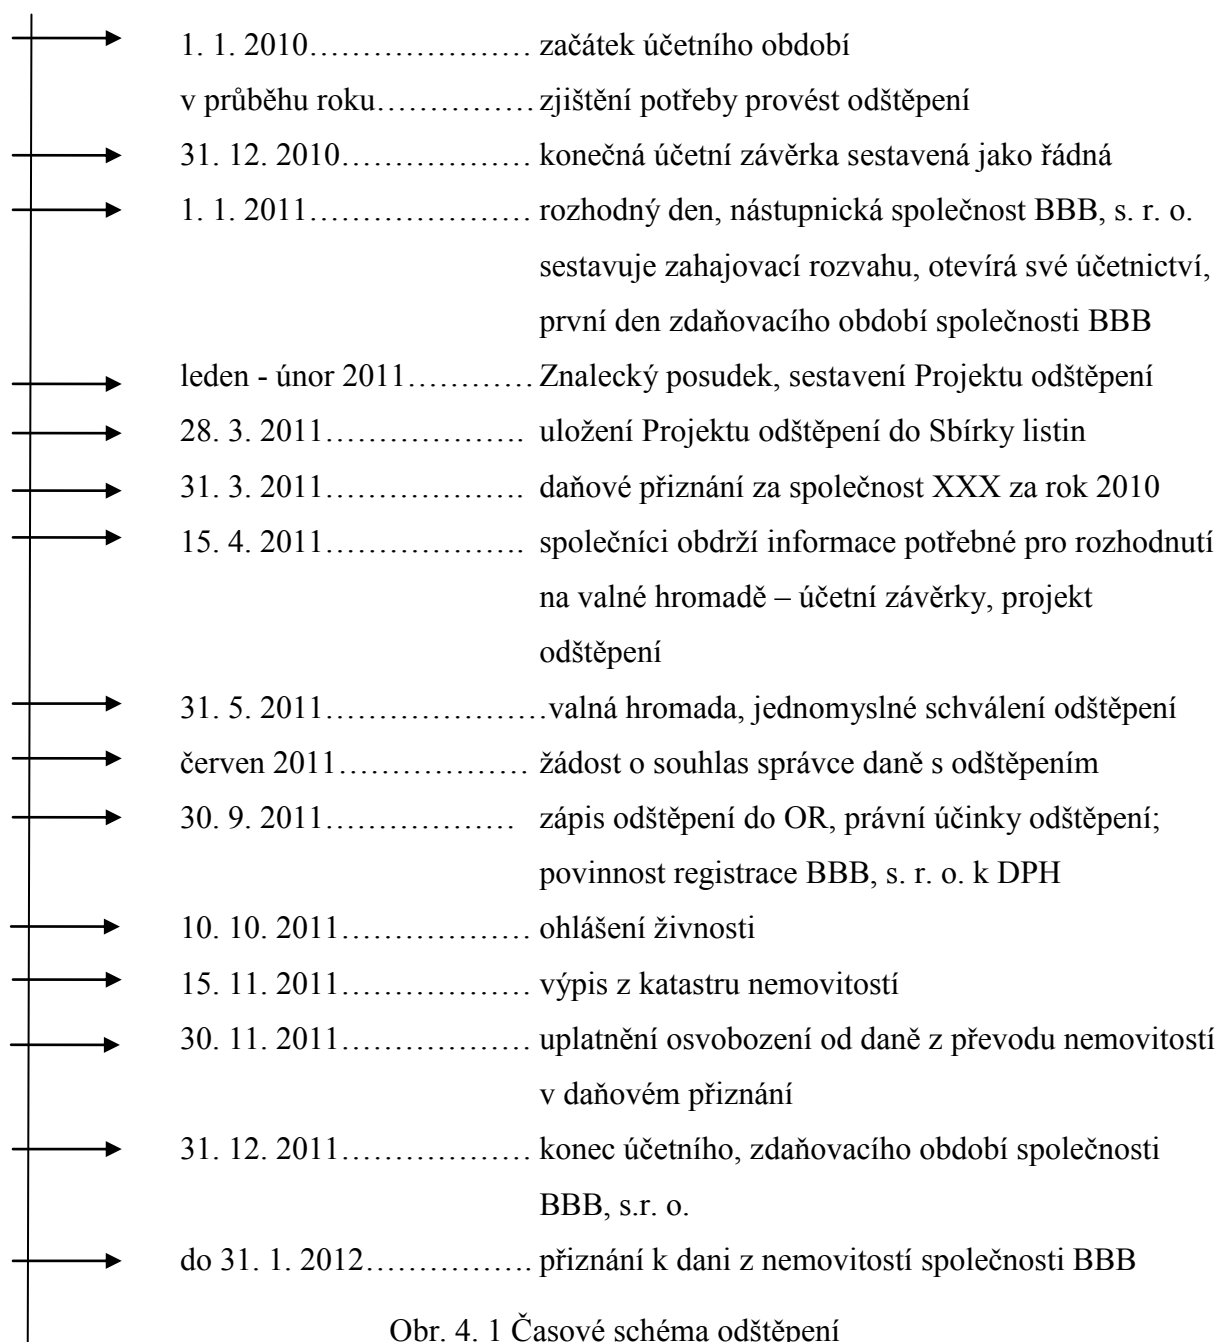 1. 1. 2010………………… začátek účetního období
v průběhu roku……………zjištění potřeby provést odštěpení
31. 12. 2010……………… konečná účetní závěrka sestavená jako řádná
1. 1. 2011………………… rozhodný den, nástupnická společnost BBB, s. r. o.
sestavuje zahajovací rozvahu, otevírá své účetnictví,
první den zdaňovacího období společnosti BBB
leden - únor 2011………… Znalecký posudek, sestavení Projektu odštěpení
28. 3. 2011………………. uložení Projektu odštěpení do Sbírky listin
31. 3. 2011………………. daňové přiznání za společnost XXX za rok 2010
15. 4. 2011………………. společníci obdrží informace potřebné pro rozhodnutí
na valné hromadě – účetní závěrky, projekt
odštěpení
31. 5. 2011…………………valná hromada, jednomyslné schválení odštěpení
červen 2011……………… žádost o souhlas správce daně s odštěpením
30. 9. 2011……………… zápis odštěpení do OR, právní účinky odštěpení;
povinnost registrace BBB, s. r. o. k DPH
10. 10. 2011……………… ohlášení živnosti
15. 11. 2011……………… výpis z katastru nemovitostí
30. 11. 2011……………… uplatnění osvobození od daně z převodu nemovitostí
v daňovém přiznání
31. 12. 2011……………… konec účetního, zdaňovacího období společnosti
BBB, s.r. o.
do 31. 1. 2012……………. přiznání k dani z nemovitostí společnosti BBB
Obr. 4. 1 Časové schéma odštěpení